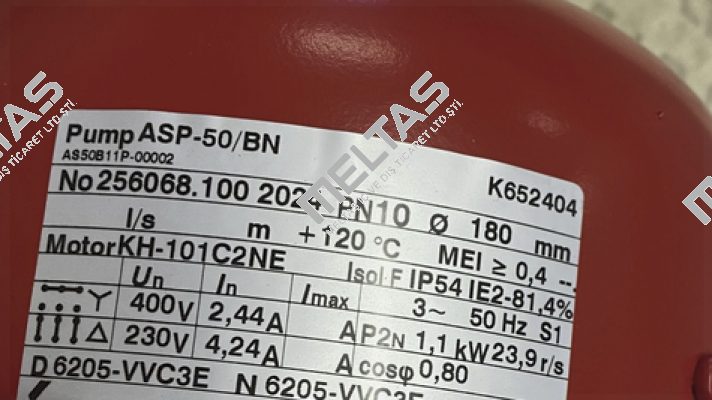 Pump ASP-50/BN
AS50B11P-00002
K652404
No 256068.100 2024 PN10 Ø 180 mm
l/s m +120 °C MEI ≥ 0,4 --.
Motor KH-101C2NE Isol·F IP54 IE2-81,4%
Un In Imax 3~ 50 Hz S1
Y 400V 2,44A A P2N 1,1 kW 23,9 r/s
△ 230V 4,24A A cosφ 0,80
D 6205-VVC3E N 6205-VVC3E
MELTAS